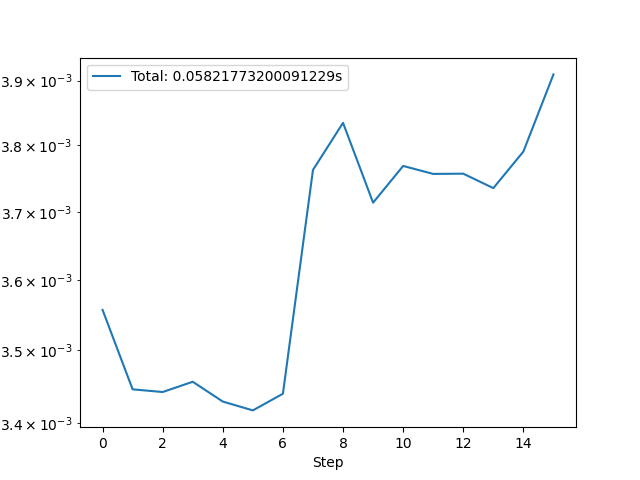 Total: 0.05821773200091229s
3.9 × 10⁻³
3.8 × 10⁻³
3.7 × 10⁻³
3.6 × 10⁻³
3.5 × 10⁻³
3.4 × 10⁻³
0 2 4 6 8 10 12 14
Step